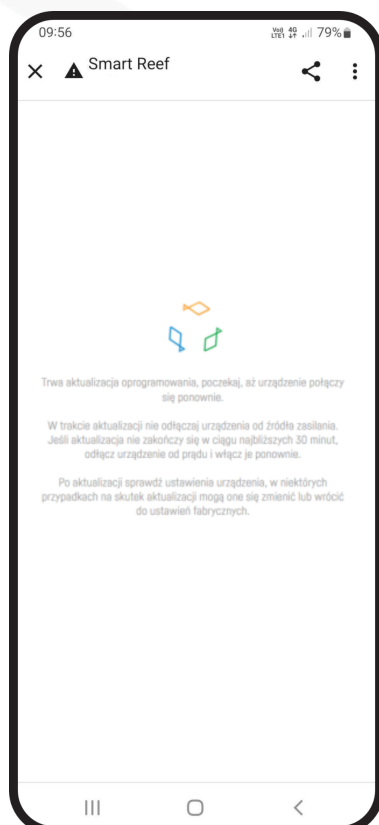 09:56
Vo)) LTE1 4G 79%
Smart Reef
Trwa aktualizacja oprogramowania, poczekaj, aż urządzenie połączy
się ponownie.
W trakcie aktualizacji nie odłączaj urządzenia od źródła zasilania.
Jeśli aktualizacja nie zakończy się w ciągu najbliższych 30 minut,
odłącz urządzenie od prądu i włącz je ponownie.
Po aktualizacji sprawdź ustawienia urządzenia, w niektórych
przypadkach na skutek aktualizacji mogą one się zmienić lub wrócić
do ustawień fabrycznych.